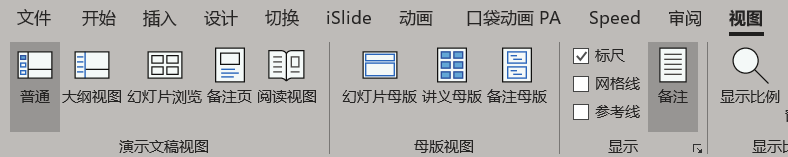 文件 开始 插入 设计 切换 iSlide 动画 口袋动画 PA Speed 审阅 视图
普通 大纲视图 幻灯片浏览 备注页 阅读视图 幻灯片母版 讲义母版 备注母版 备注 显示比例
标尺
网格线
参考线
演示文稿视图 母版视图 显示